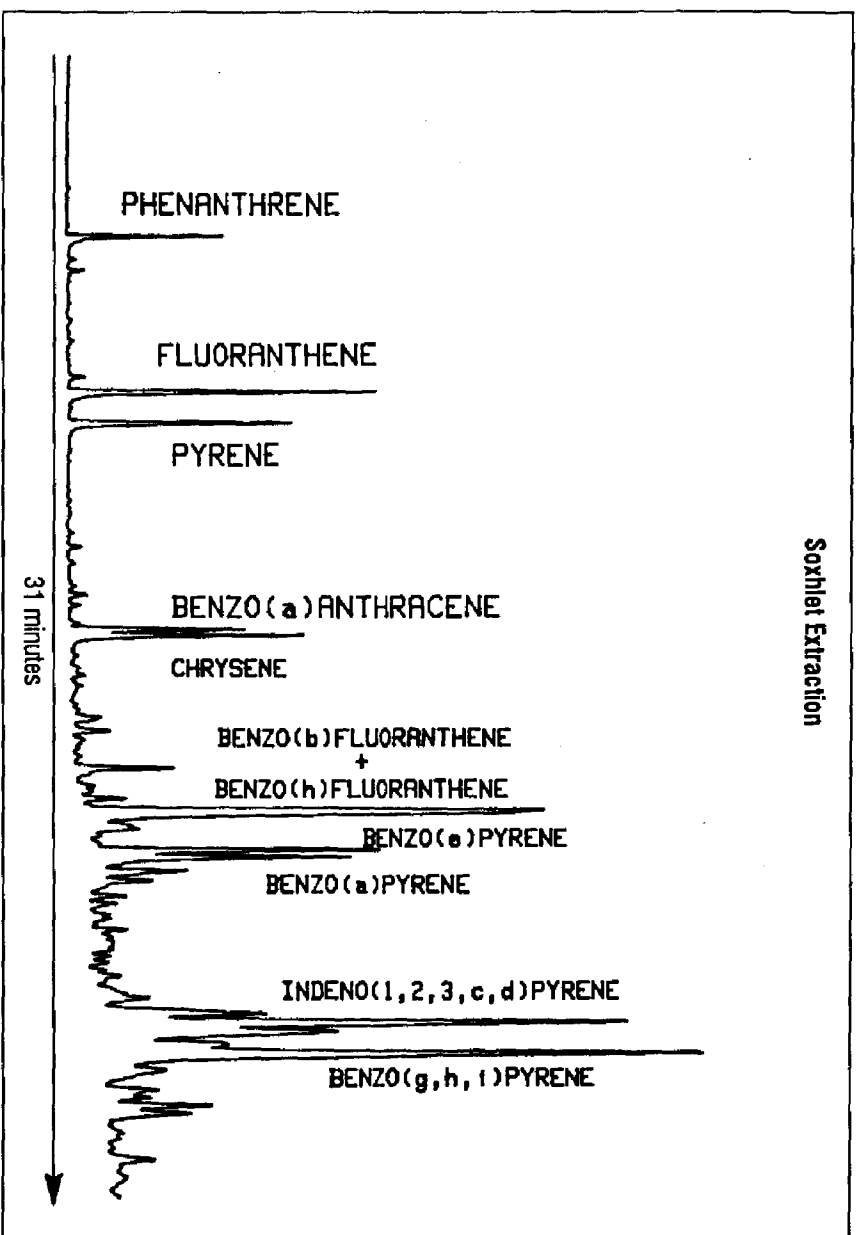 PHENANTHRENE
FLUORANTHENE
PYRENE
BENZO(a)ANTHRACENE
CHRYSENE
BENZO(b)FLUORANTHENE
+
BENZO(h)FLUORANTHENE
BENZO(e)PYRENE
BENZO(a)PYRENE
INDENO(1,2,3,c,d)PYRENE
BENZO(g,h,i)PYRENE
31 minutes
Soxhlet Extraction